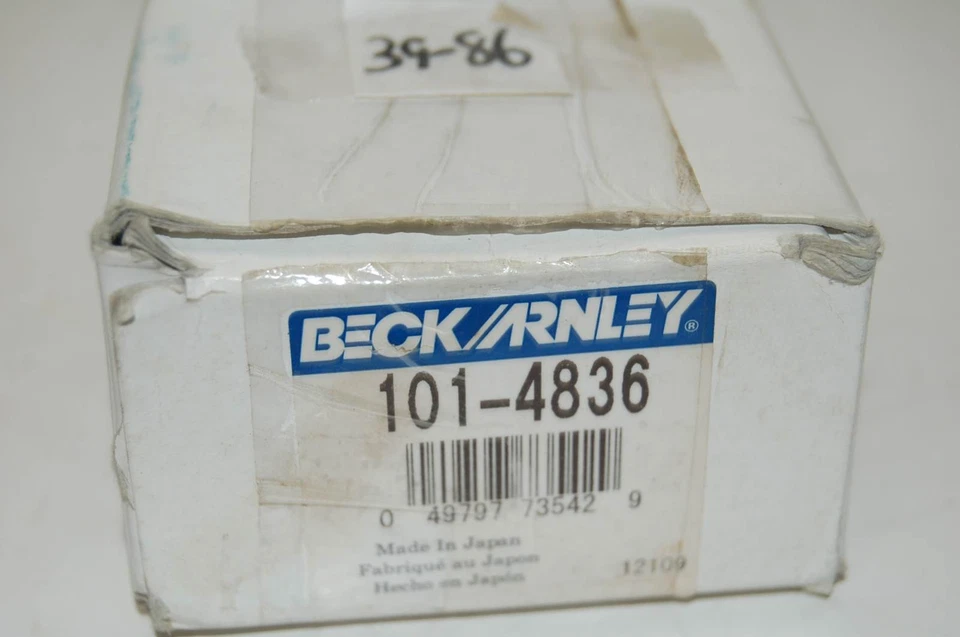 39-86
BECK/ARNLEY®
101-4836
0 49797 73542 9
Made In Japan
Fabriqué au Japon
Hecho en Japón
12109